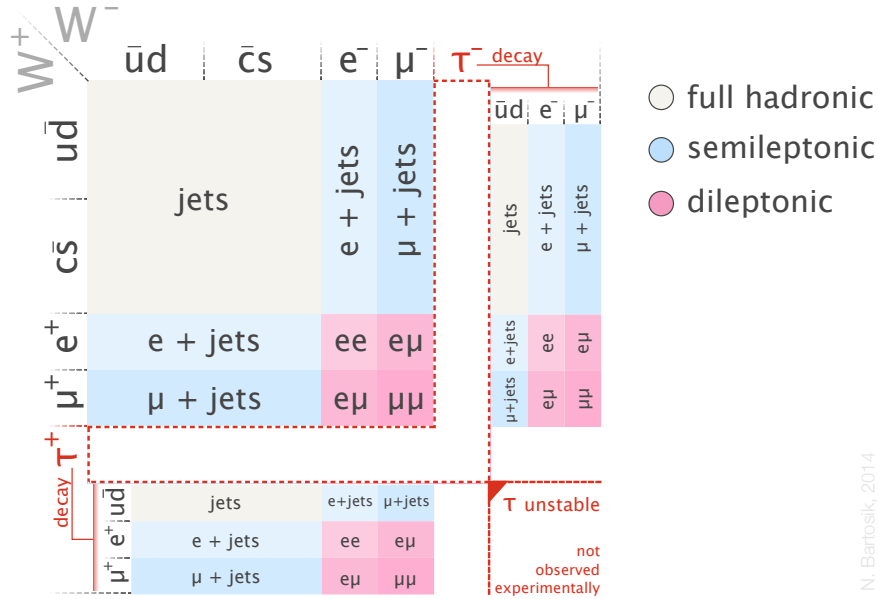 W⁺ W⁻
ūd c̄s e⁻ μ⁻ τ⁻ decay
ūd e⁻ μ⁻
full hadronic
semileptonic
dileptonic
ud̄
cs̄
e⁺
μ⁺
τ⁺
decay
jets
e + jets
μ + jets
e + jets ee eμ
μ + jets eμ μμ
jets
e + jets
μ + jets
e+jets ee eμ
μ+jets eμ μμ
ud̄ jets e+jets μ+jets
e⁺ e + jets ee eμ
μ⁺ μ + jets eμ μμ
τ unstable
not
observed
experimentally
N. Bartosik, 2014